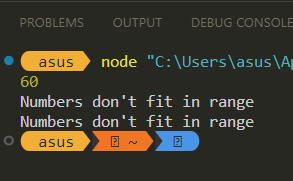 PROBLEMS OUTPUT DEBUG CONSOLE
asus node "C:\Users\asus\Ap
60
Numbers don't fit in range
Numbers don't fit in range
asus ~